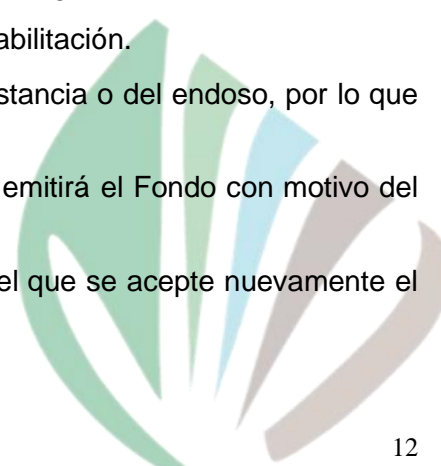 abilitación.
stancia o del endoso, por lo que
emitirá el Fondo con motivo del
el que se acepte nuevamente el
12